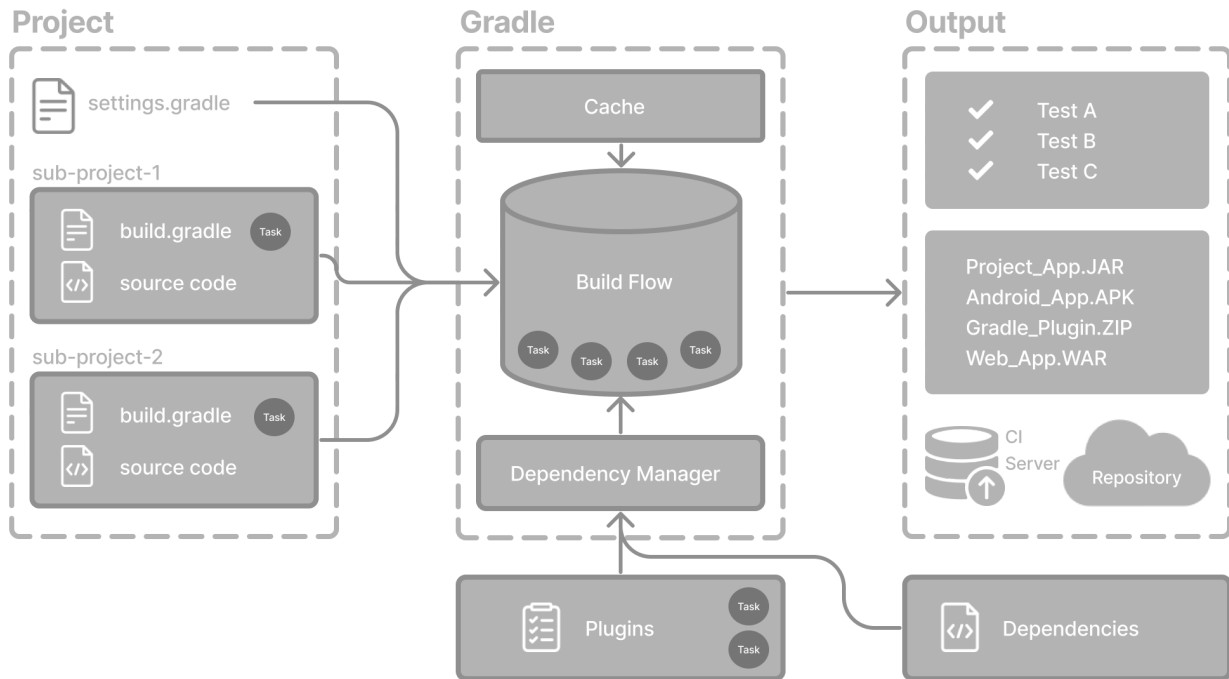 Project
settings.gradle
sub-project-1
build.gradle
Task
source code
sub-project-2
build.gradle
Task
source code
Gradle
Cache
Build Flow
Task
Task
Task
Task
Dependency Manager
Plugins
Task
Task
Output
Test A
Test B
Test C
Project_App.JAR
Android_App.APK
Gradle_Plugin.ZIP
Web_App.WAR
CI
Server
Repository
Dependencies